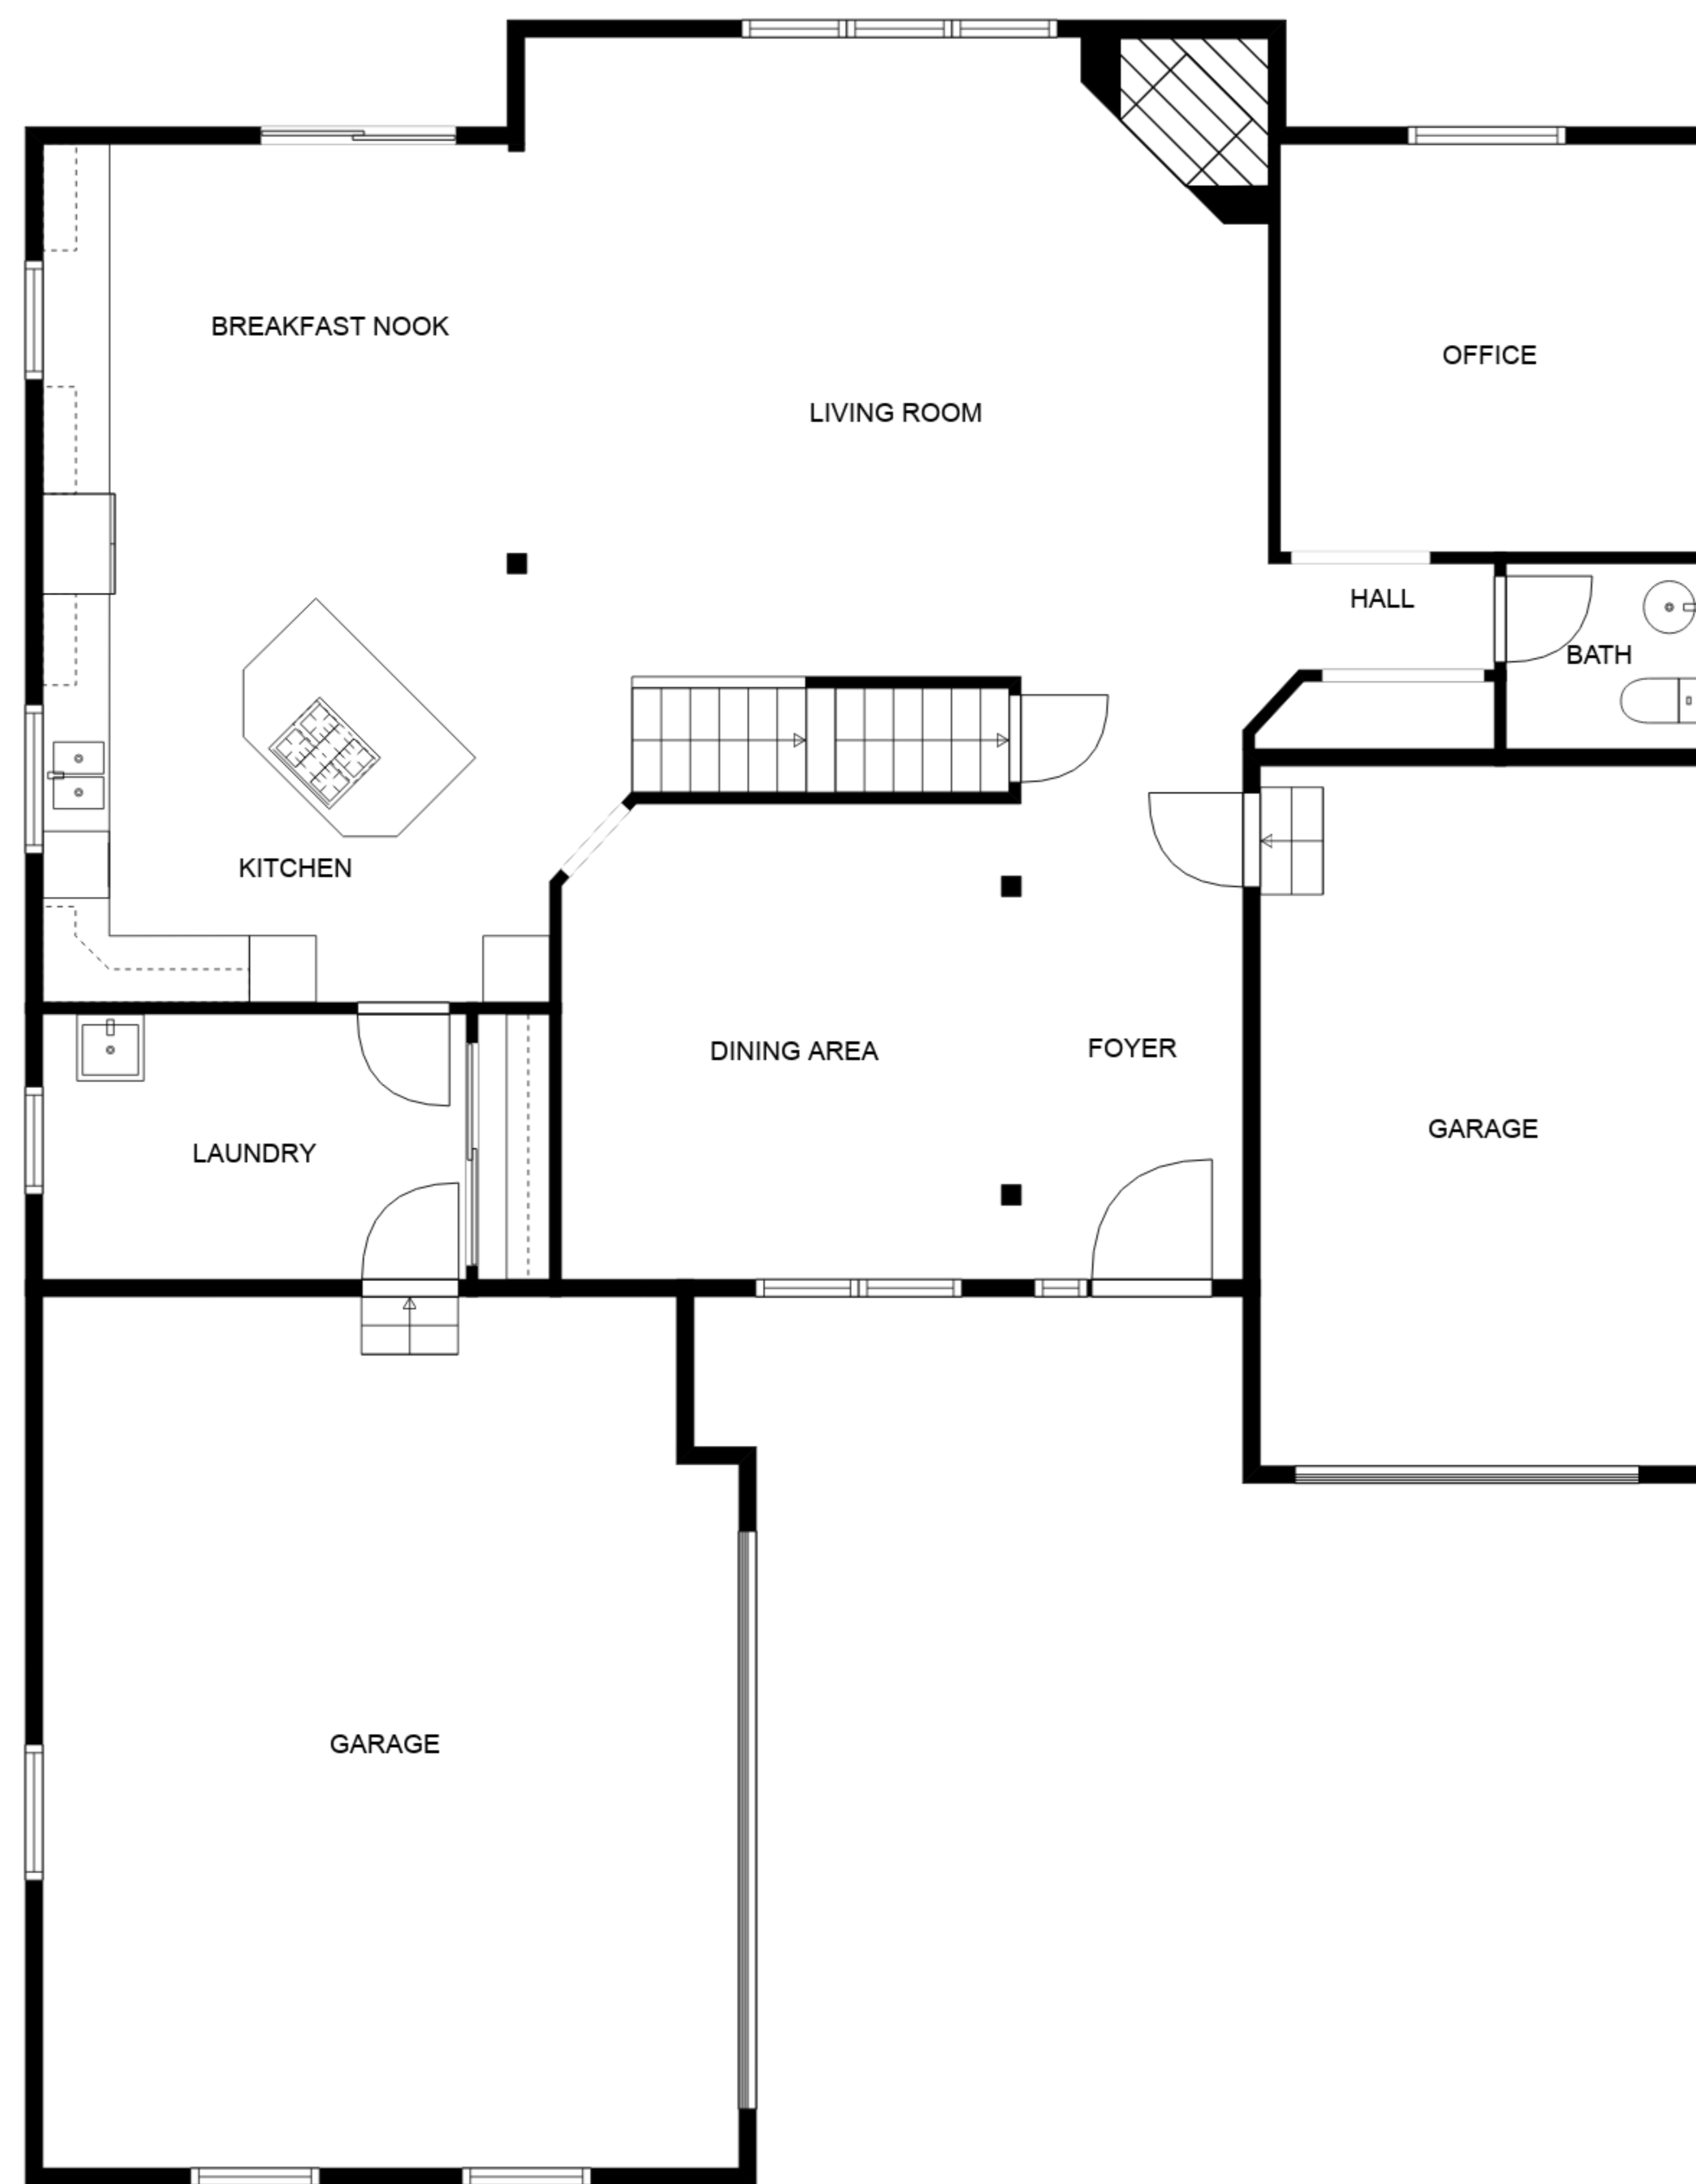 BREAKFAST NOOK
OFFICE
LIVING ROOM
HALL
BATH
KITCHEN
DINING AREA
FOYER
GARAGE
LAUNDRY
GARAGE